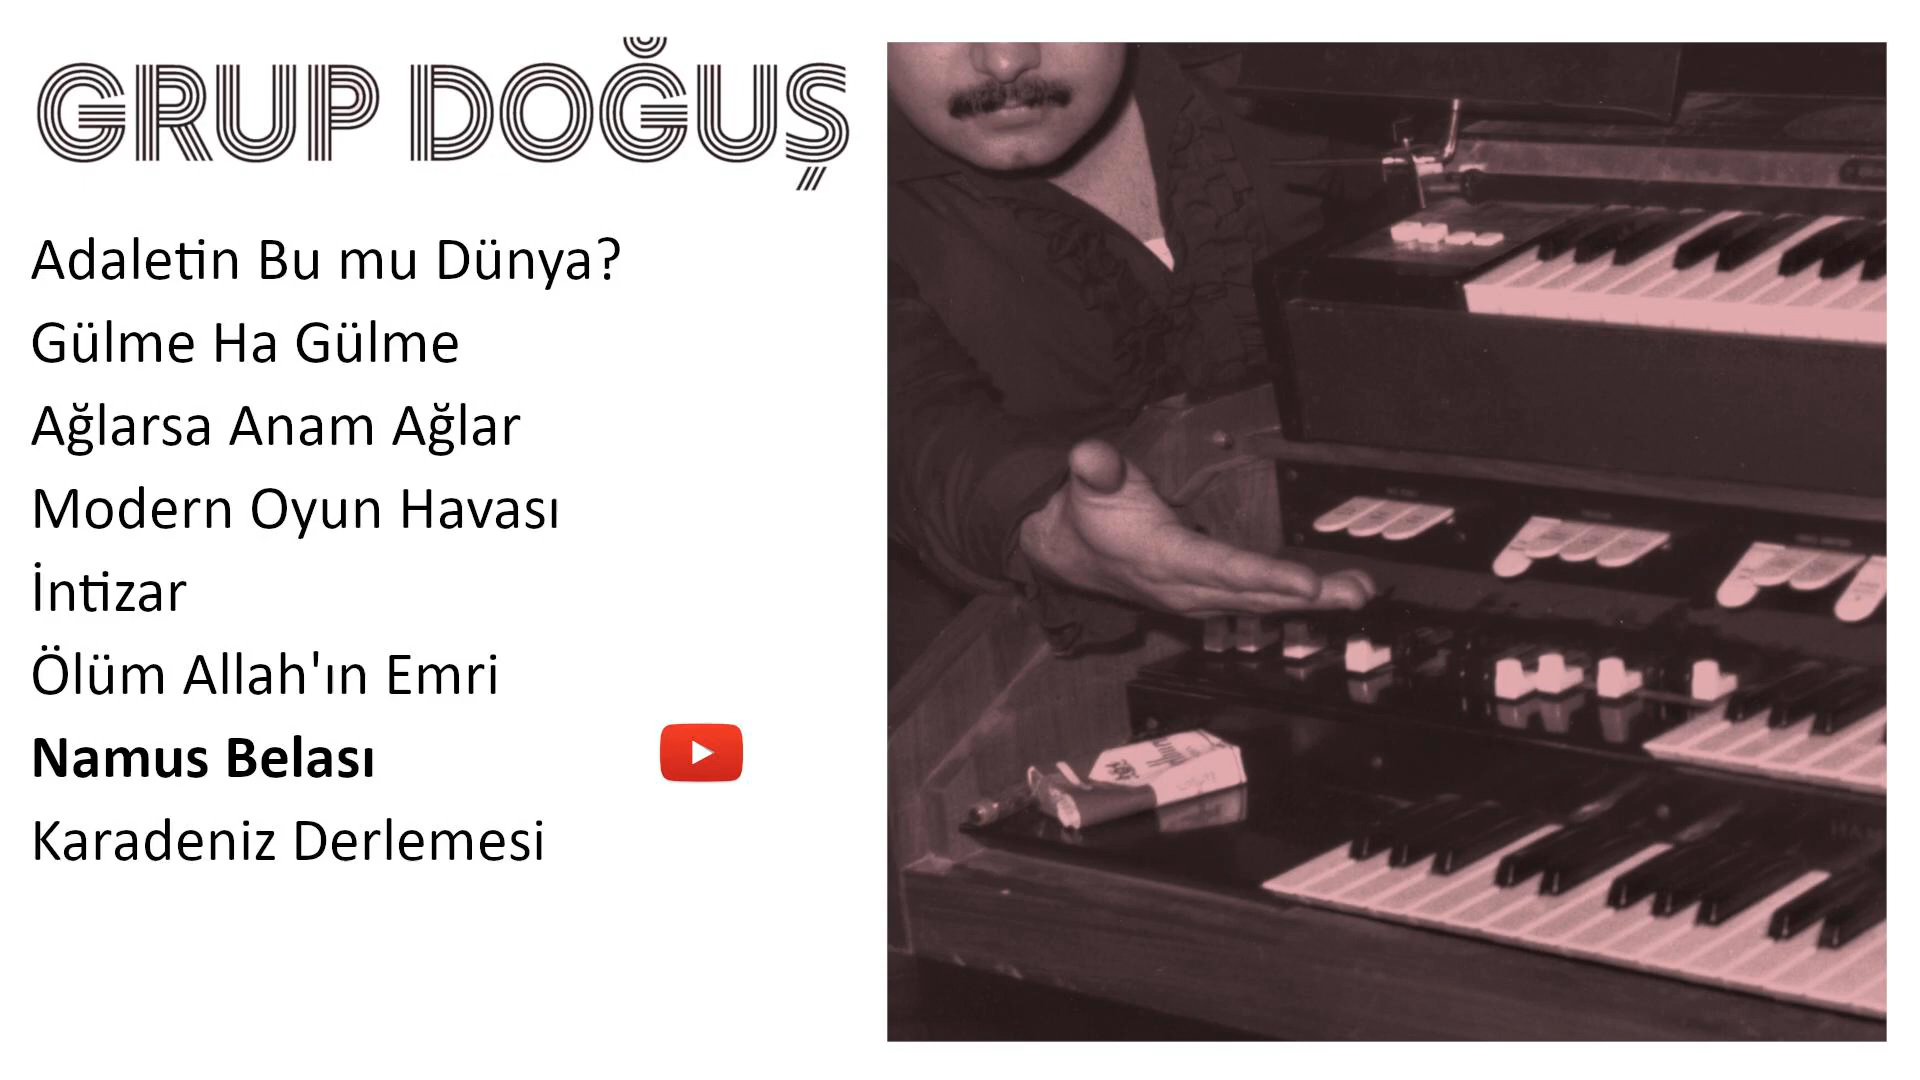 GRUP DOĞUŞ
Adaletin Bu mu Dünya?
Gülme Ha Gülme
Ağlarsa Anam Ağlar
Modern Oyun Havası
İntizar
Ölüm Allah'ın Emri
Namus Belası
Karadeniz Derlemesi